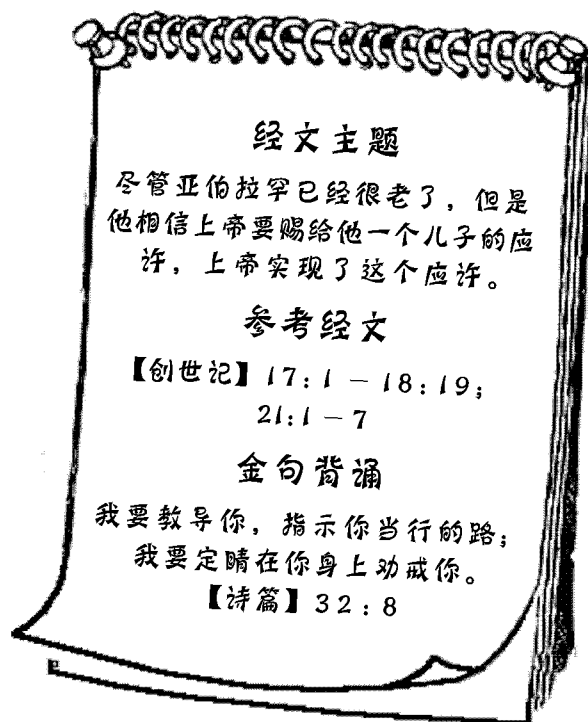 经文主题
尽管亚伯拉罕已经很老了，但是
他相信上帝要赐给他一个儿子的应
许，上帝实现了这个应许。
参考经文
【创世记】17：1－18：19；
21：1－7
金句背诵
我要教导你，指示你当行的路；
我要定睛在你身上劝戒你。
【诗篇】32：8